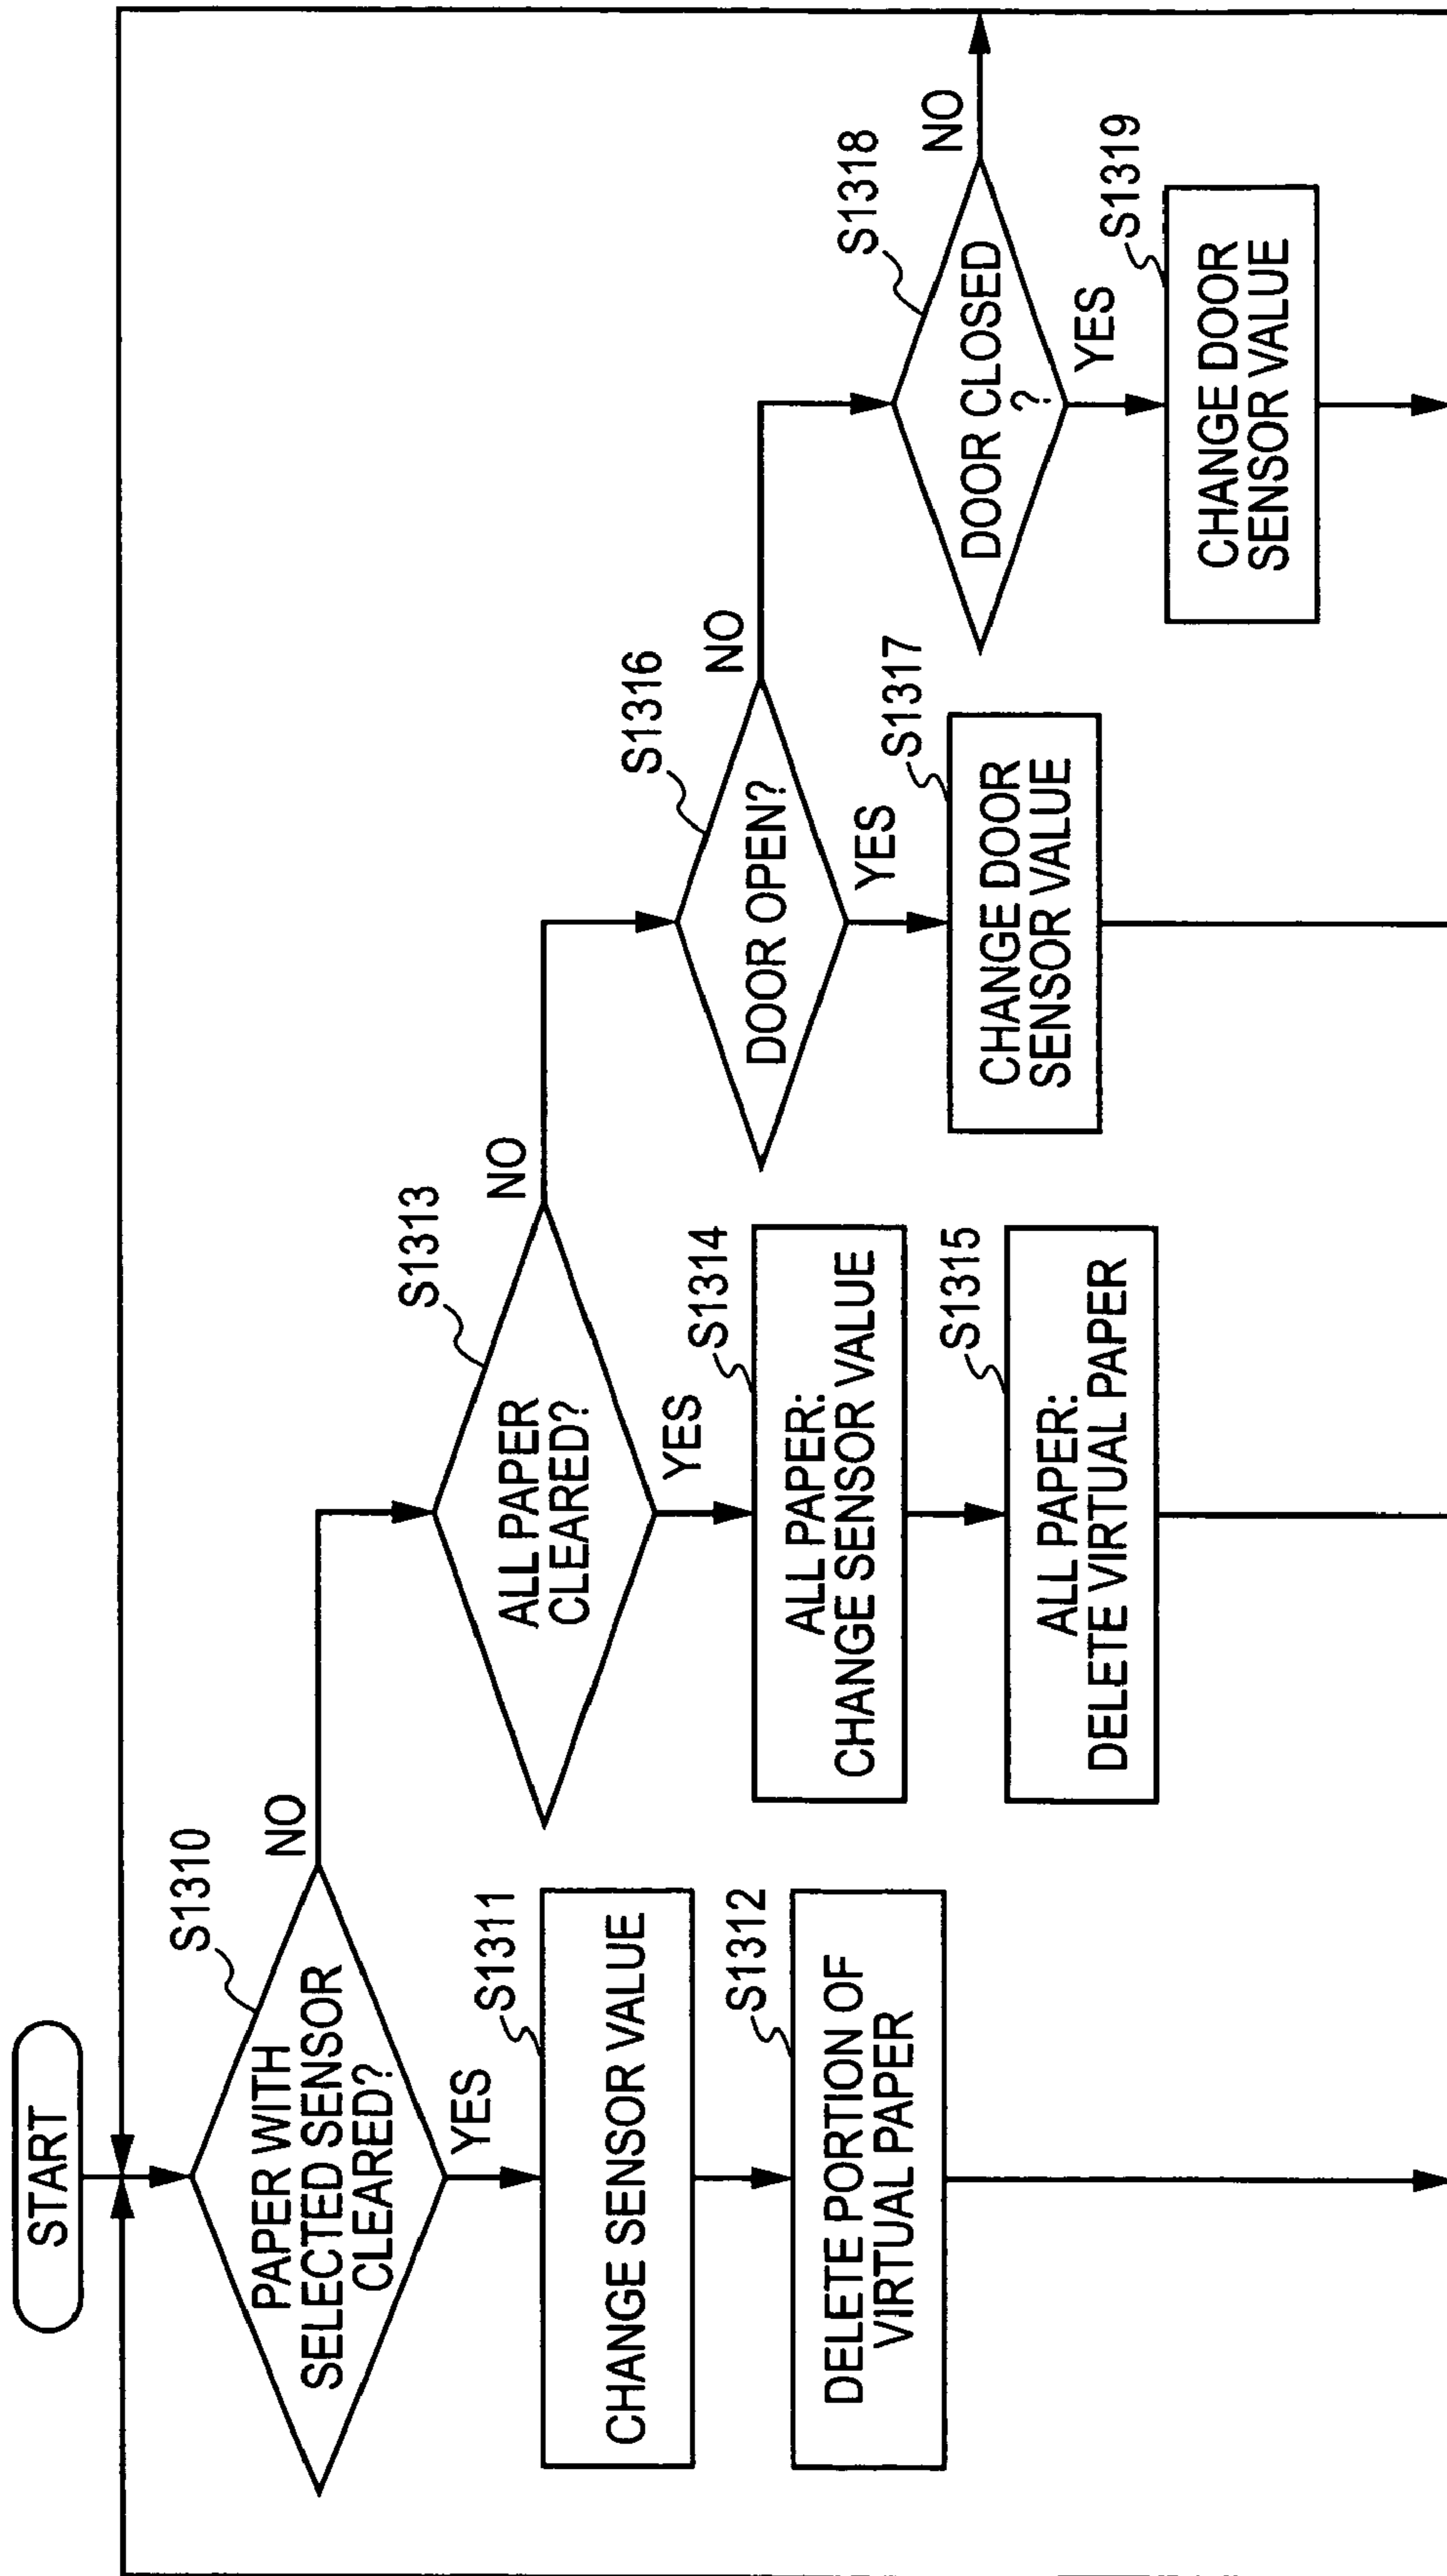 START
S1310
PAPER WITH
SELECTED SENSOR
CLEARED?
NO
YES
S1311
CHANGE SENSOR VALUE
S1312
DELETE PORTION OF
VIRTUAL PAPER
S1313
ALL PAPER
CLEARED?
NO
YES
S1314
ALL PAPER:
CHANGE SENSOR VALUE
S1315
ALL PAPER:
DELETE VIRTUAL PAPER
S1316
DOOR OPEN?
NO
YES
S1317
CHANGE DOOR
SENSOR VALUE
S1318
DOOR CLOSED
?
NO
YES
S1319
CHANGE DOOR
SENSOR VALUE